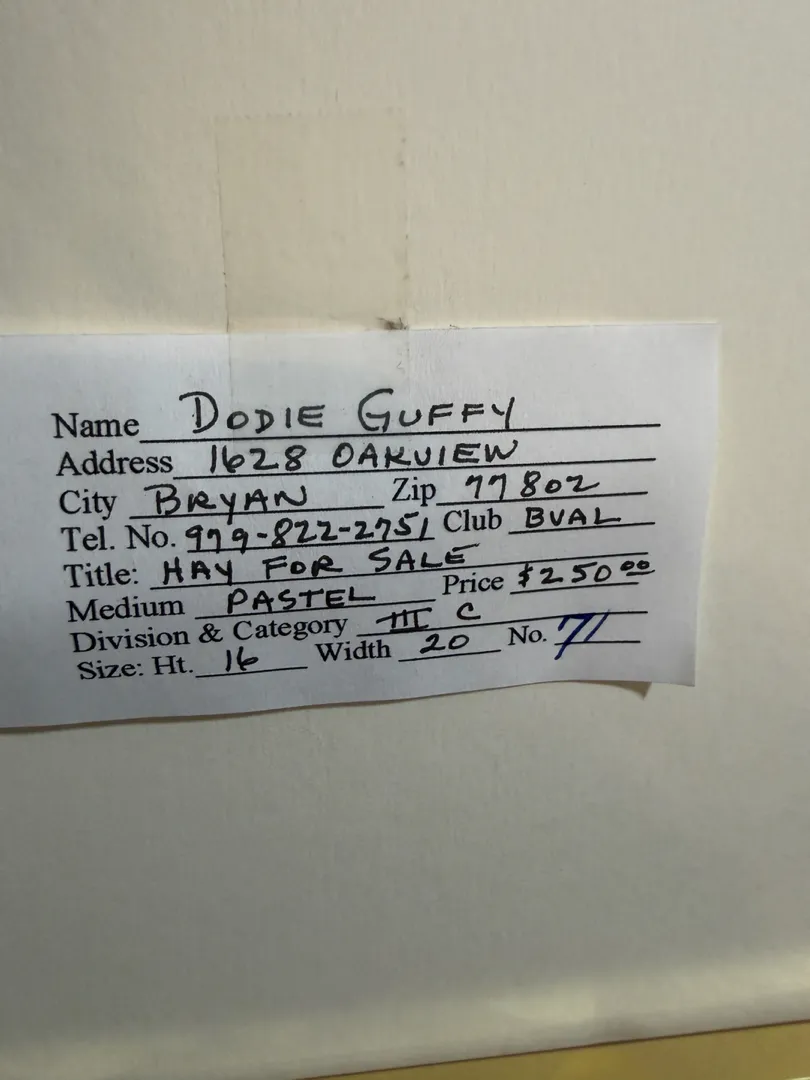 Name DODIE GUFFY
Address 1628 OAKVIEW
City BRYAN Zip 77802
Tel. No. 979-822-2751 Club BVAL
Title: HAY FOR SALE
Medium PASTEL Price $250.00
Division & Category III C
Size: Ht. 16 Width 20 No. 71